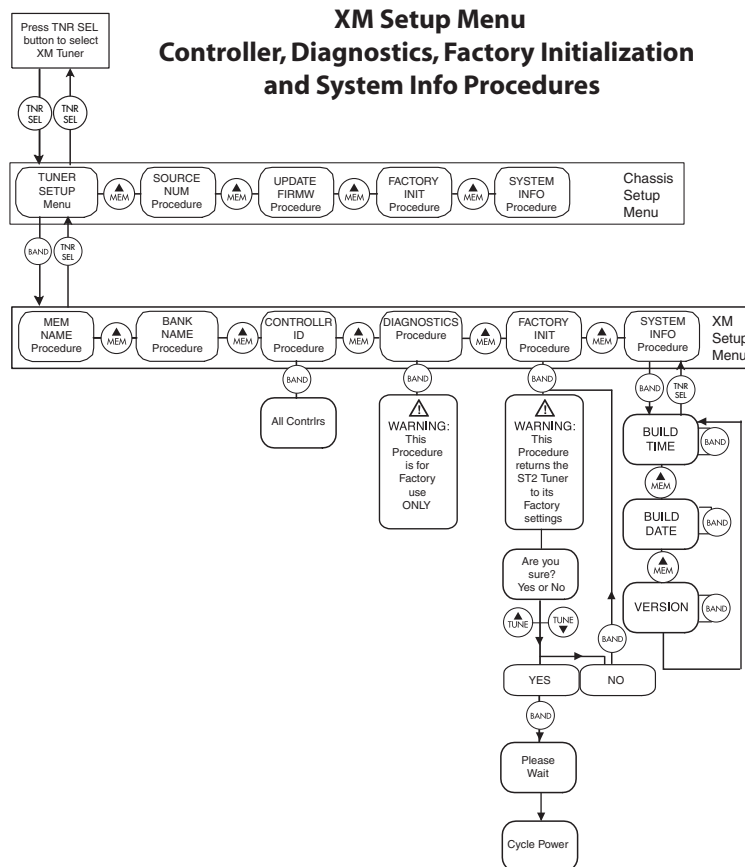 XM Setup Menu
Controller, Diagnostics, Factory Initialization
and System Info Procedures
Press TNR SEL
button to select
XM Tuner
TNR
SEL
TNR
SEL
TUNER
SETUP
Menu
▲
MEM
SOURCE
NUM
Procedure
▲
MEM
UPDATE
FIRMW
Procedure
▲
MEM
FACTORY
INIT
Procedure
▲
MEM
SYSTEM
INFO
Procedure
Chassis
Setup
Menu
BAND
TNR
SEL
MEM
NAME
Procedure
▲
MEM
BANK
NAME
Procedure
▲
MEM
CONTROLLR
ID
Procedure
▲
MEM
DIAGNOSTICS
Procedure
▲
MEM
FACTORY
INIT
Procedure
▲
MEM
SYSTEM
INFO
Procedure
XM
Setup
Menu
BAND
BAND
BAND
BAND
TNR
SEL
All Contrlrs
WARNING:
This
Procedure
is for
Factory
use
ONLY
WARNING:
This
Procedure
returns the
ST2 Tuner
to its
Factory
settings
BUILD
TIME
BAND
▲
MEM
BUILD
DATE
BAND
▲
MEM
VERSION
BAND
Are you
sure?
Yes or No
▲
TUNE
TUNE
▼
BAND
YES
NO
BAND
Please
Wait
Cycle Power